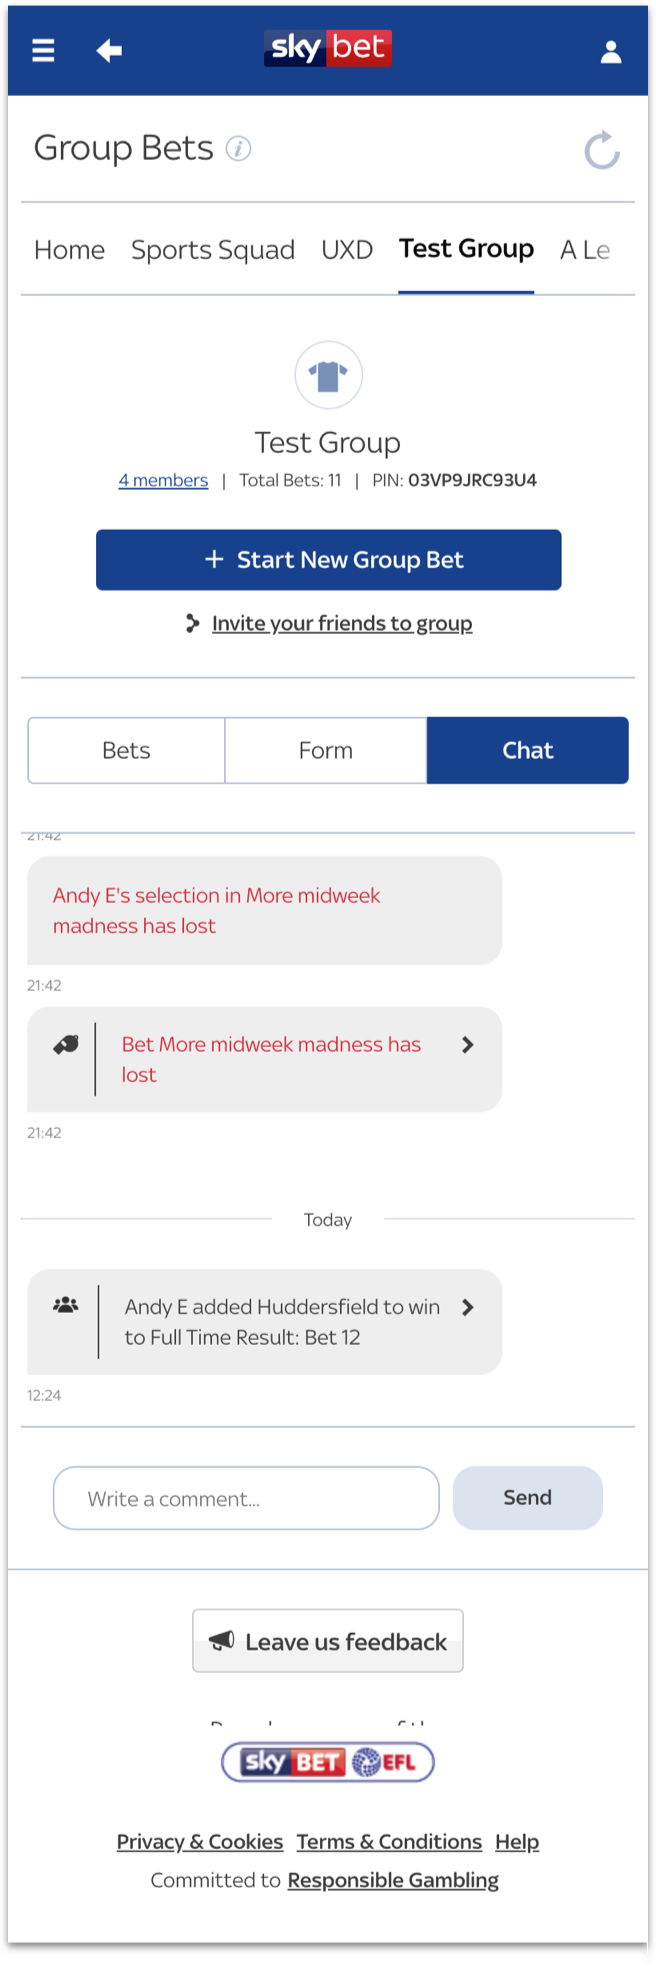 sky bet
Group Bets i
Home Sports Squad UXD Test Group A Le
Test Group
4 members | Total Bets: 11 | PIN: 03VP9JRC93U4
+ Start New Group Bet
Invite your friends to group
Bets Form Chat
21:42
Andy E's selection in More midweek
madness has lost
21:42
Bet More midweek madness has
lost
21:42
Today
Andy E added Huddersfield to win
to Full Time Result: Bet 12
12:24
Write a comment...
Send
Leave us feedback
sky BET EFL
Privacy & Cookies Terms & Conditions Help
Committed to Responsible Gambling